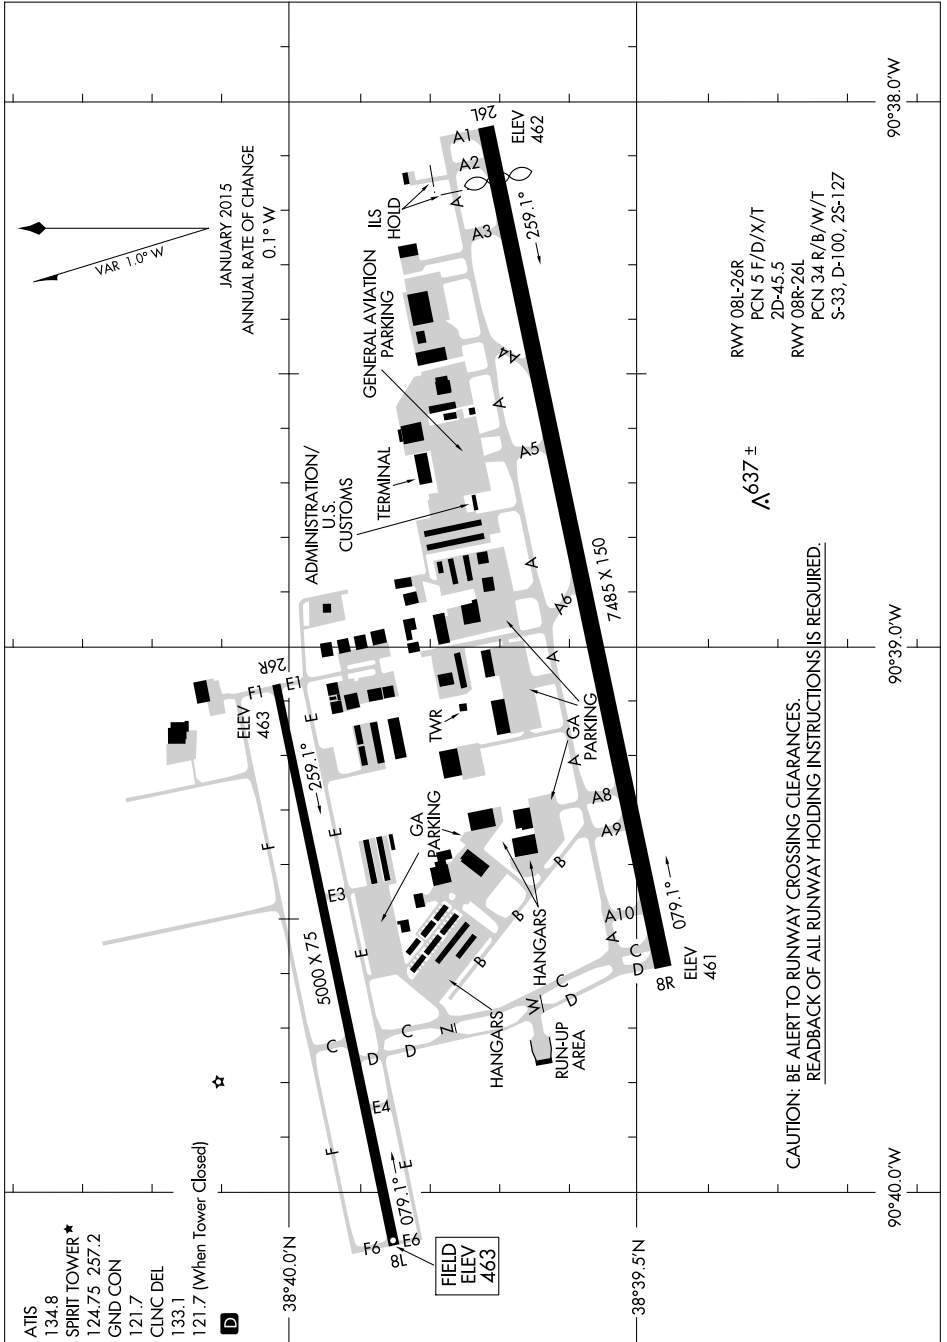 ATIS
134.8
SPIRIT TOWER ★
124.75 257.2
GND CON
121.7
CLNC DEL
133.1
121.7 (When Tower Closed)
D
JANUARY 2015
ANNUAL RATE OF CHANGE
0.1° W
VAR 1.0° W
38°40.0'N
38°39.5'N
90°40.0'W
90°39.0'W
90°38.0'W
FIELD
ELEV
463
8L
F6
E6
079.1°
F
E
E4
D
C
5000 X 75
E
E3
F
E
259.1°
E
ELEV
463
F1
E1
26R
ADMINISTRATION/
U.S.
CUSTOMS
TERMINAL
GENERAL AVIATION
PARKING
ILS
HOLD
TWR
GA
PARKING
HANGARS
HANGARS
GA
PARKING
RUN-UP
AREA
C
D
Z
W
C
D
C
D
B
B
B
A
A10
A9
A8
A
A
A6
A
A5
A
A4
A3
A
A2
A1
26L
ELEV
462
259.1°
7485 X 150
079.1°
8R
ELEV
461
637 ±
RWY 08L-26R
PCN 5 F/D/X/T
2D-45.5
RWY 08R-26L
PCN 34 R/B/W/T
S-33, D-100, 2S-127
CAUTION: BE ALERT TO RUNWAY CROSSING CLEARANCES.
READBACK OF ALL RUNWAY HOLDING INSTRUCTIONS IS REQUIRED.